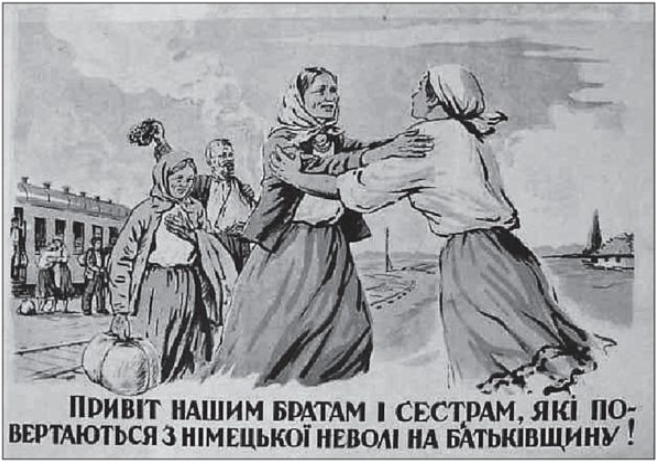 ПРИВІТ НАШИМ БРАТАМ І СЕСТРАМ, ЯКІ ПО-
ВЕРТАЮТЬСЯ З НІМЕЦЬКОЇ НЕВОЛІ НА БАТЬКІВЩИНУ!